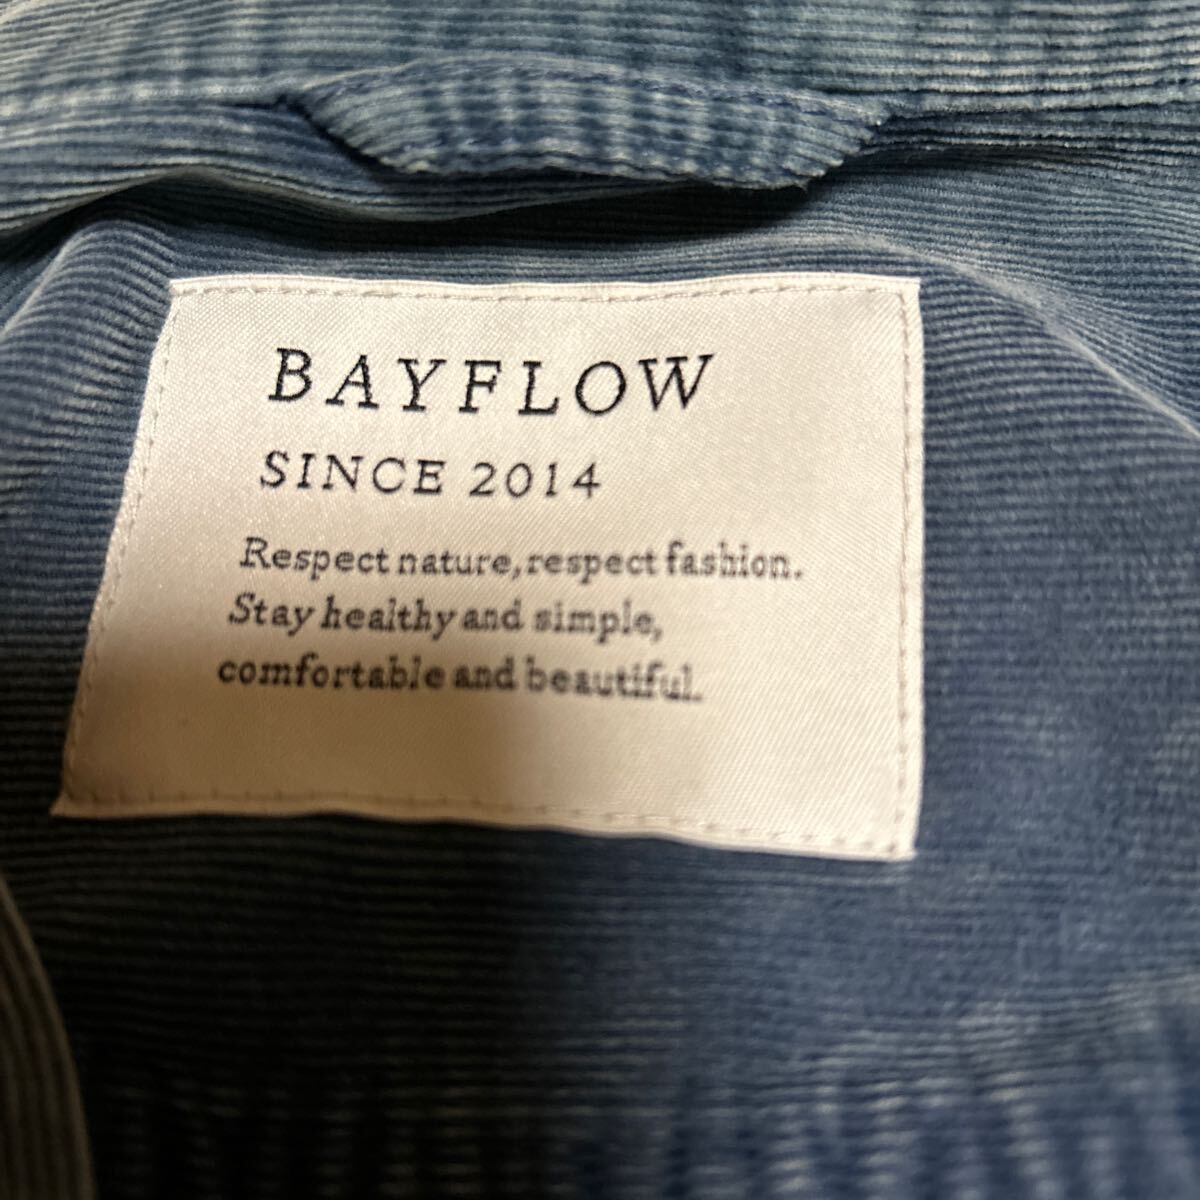 BAYFLOW
SINCE 2014
Respect nature, respect fashion.
Stay healthy and simple,
comfortable and beautiful.